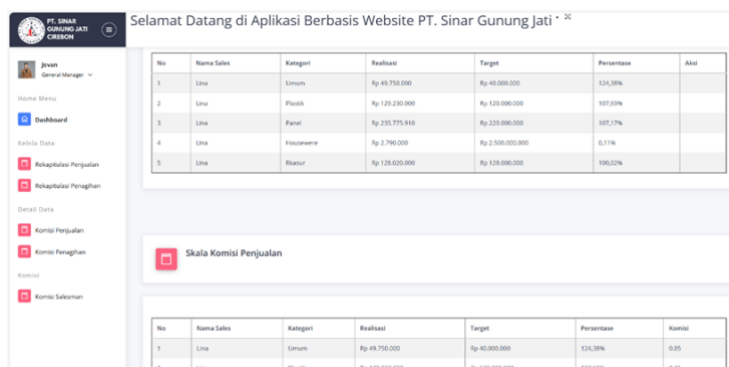 PT. SINAR
GUNUNG JATI
CIREBON
Selamat Datang di Aplikasi Berbasis Website PT. Sinar Gunung Jati
Jevan
General Manager
Home Menu
Dashboard
Kelola Data
Rekapitulasi Penjualan
Rekapitulasi Penagihan
Detail Data
Komisi Penjualan
Komisi Penagihan
Komisi
Komisi Salesman
No Nama Sales Kategori Realisasi Target Persentase Aksi
1 Lina Umum Rp 49.750.000 Rp 40.000.000 124,38%
2 Lina Plastik Rp 129.230.000 Rp 120.000.000 107,69%
3 Lina Panel Rp 235.775.910 Rp 220.000.000 107,17%
4 Lina Housewere Rp 2.790.000 Rp 2.500.000.000 0,11%
5 Lina Rkasur Rp 128.020.000 Rp 128.000.000 100,02%
Skala Komisi Penjualan
No Nama Sales Kategori Realisasi Target Persentase Komisi
1 Lina Umum Rp 49.750.000 Rp 40.000.000 124,38% 0.05